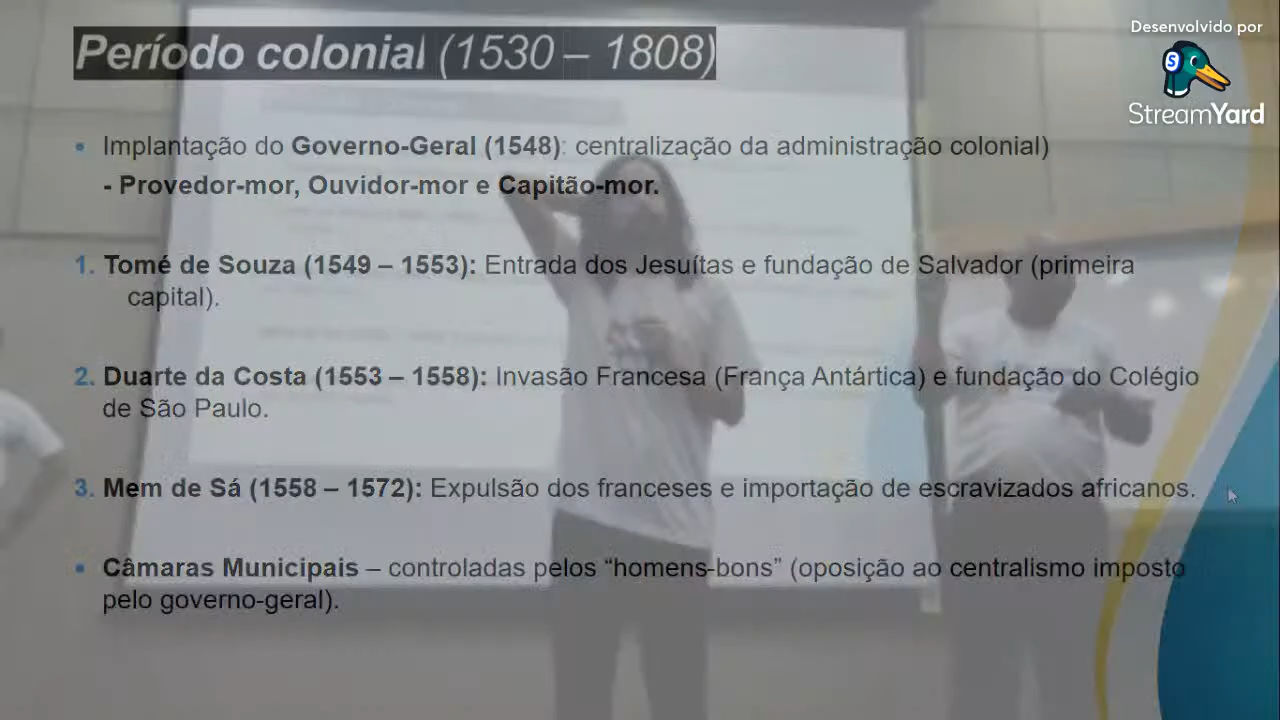 Desenvolvido por
StreamYard
Período colonial (1530 – 1808)
• Implantação do Governo-Geral (1548): centralização da administração colonial)
- Provedor-mor, Ouvidor-mor e Capitão-mor.
1. Tomé de Souza (1549 – 1553): Entrada dos Jesuítas e fundação de Salvador (primeira
capital).
2. Duarte da Costa (1553 – 1558): Invasão Francesa (França Antártica) e fundação do Colégio
de São Paulo.
3. Mem de Sá (1558 – 1572): Expulsão dos franceses e importação de escravizados africanos.
• Câmaras Municipais – controladas pelos “homens-bons” (oposição ao centralismo imposto
pelo governo-geral).